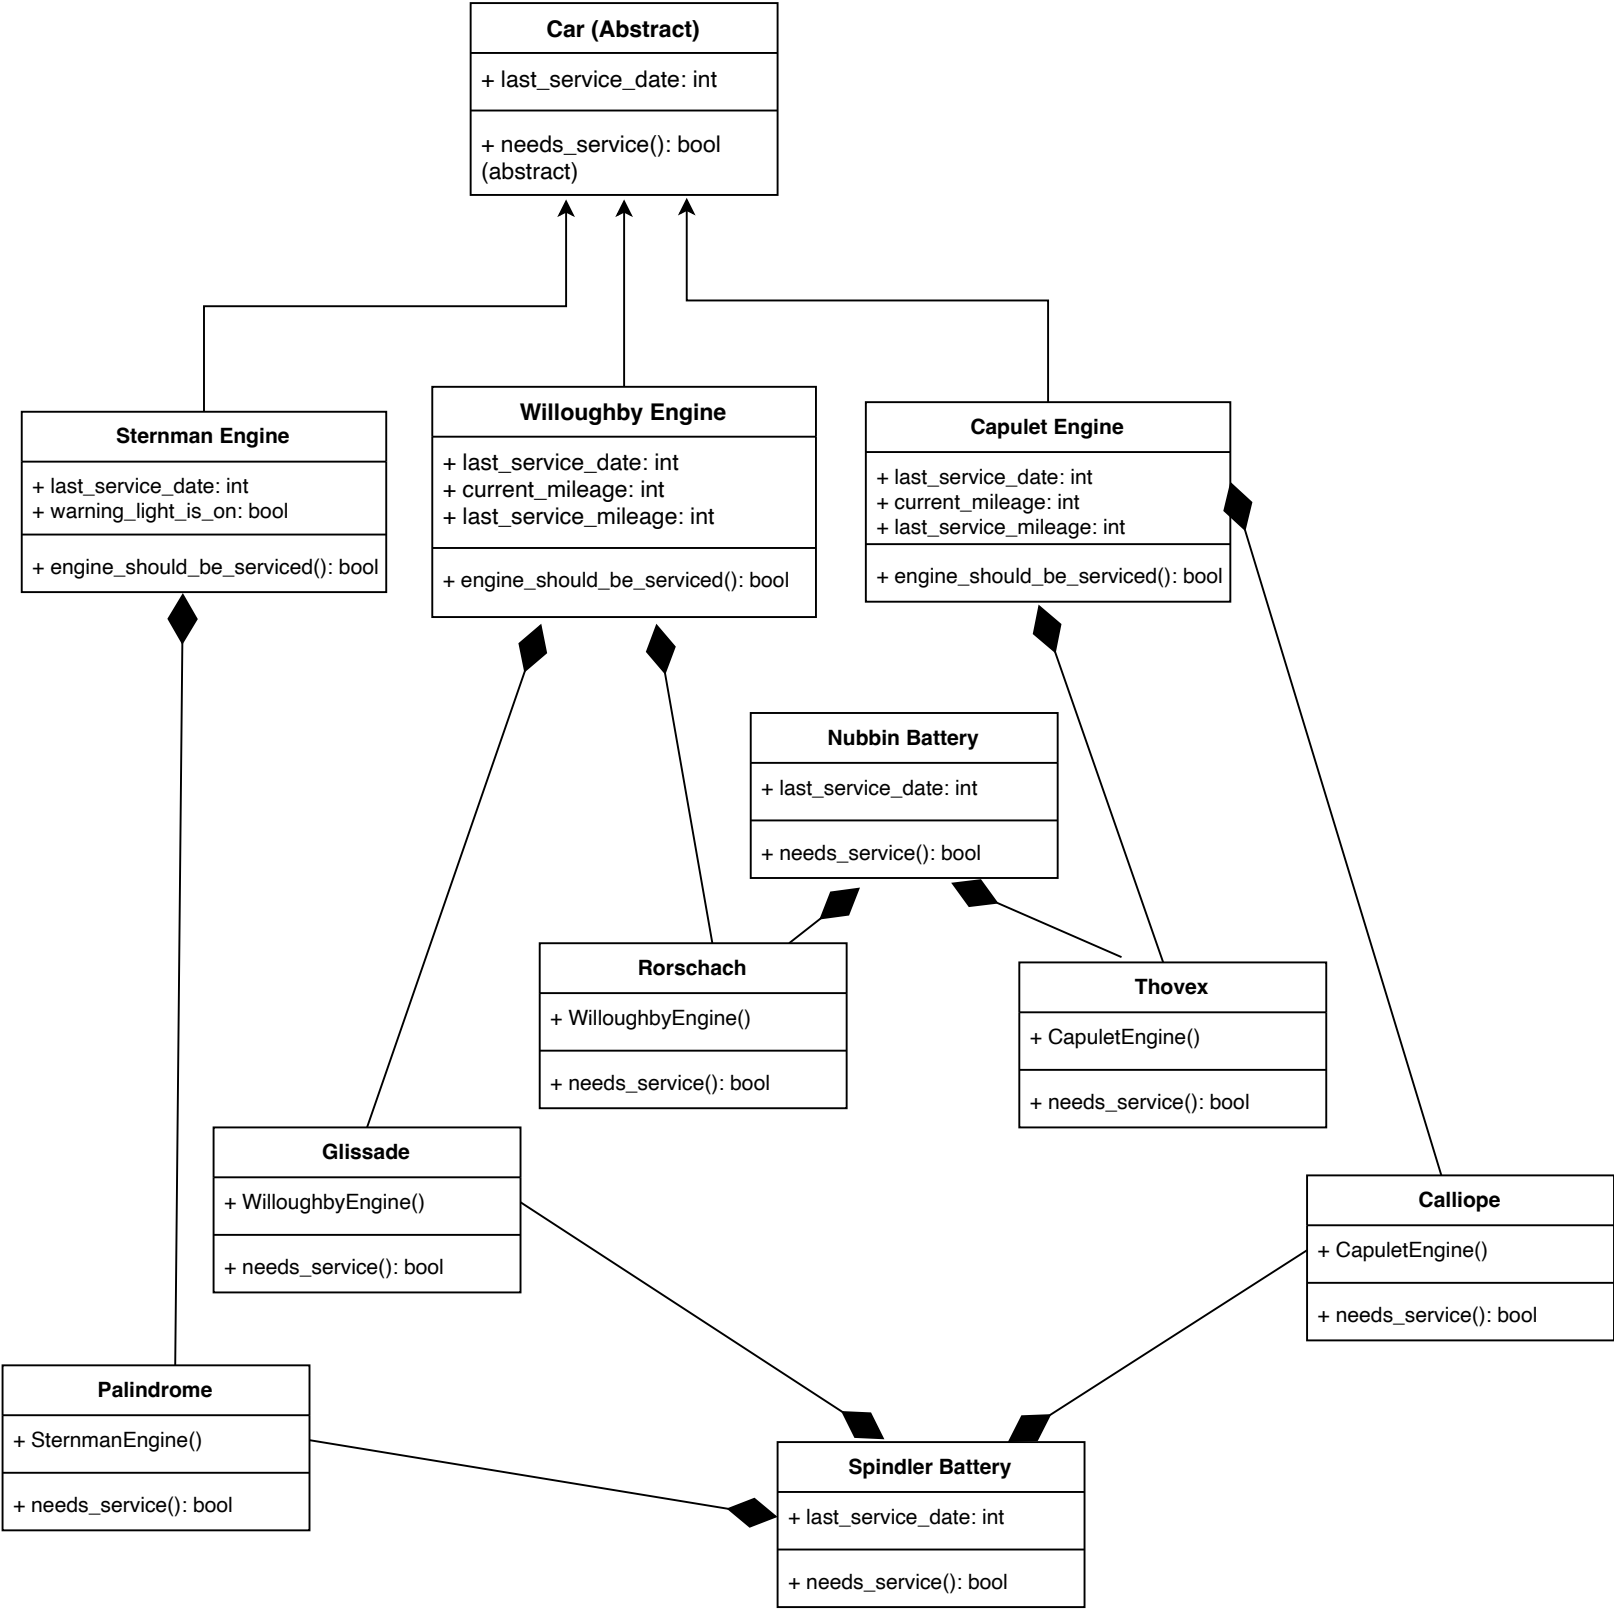 Car (Abstract)
+ last_service_date: int
+ needs_service(): bool
(abstract)
Sternman Engine
+ last_service_date: int
+ warning_light_is_on: bool
+ engine_should_be_serviced(): bool
Willoughby Engine
+ last_service_date: int
+ current_mileage: int
+ last_service_mileage: int
+ engine_should_be_serviced(): bool
Capulet Engine
+ last_service_date: int
+ current_mileage: int
+ last_service_mileage: int
+ engine_should_be_serviced(): bool
Nubbin Battery
+ last_service_date: int
+ needs_service(): bool
Rorschach
+ WilloughbyEngine()
+ needs_service(): bool
Thovex
+ CapuletEngine()
+ needs_service(): bool
Glissade
+ WilloughbyEngine()
+ needs_service(): bool
Calliope
+ CapuletEngine()
+ needs_service(): bool
Palindrome
+ SternmanEngine()
+ needs_service(): bool
Spindler Battery
+ last_service_date: int
+ needs_service(): bool